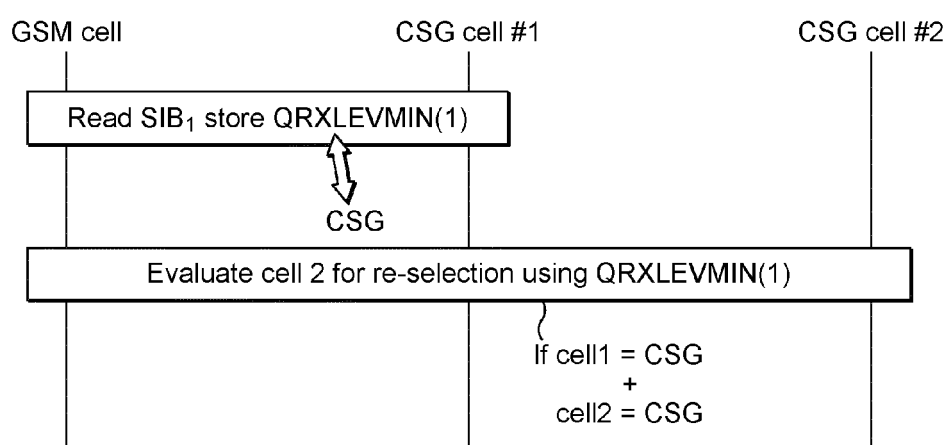 GSM cell CSG cell #1 CSG cell #2
Read SIB₁ store QRXLEVMIN(1)
CSG
Evaluate cell 2 for re-selection using QRXLEVMIN(1)
If cell1 = CSG
+
cell2 = CSG